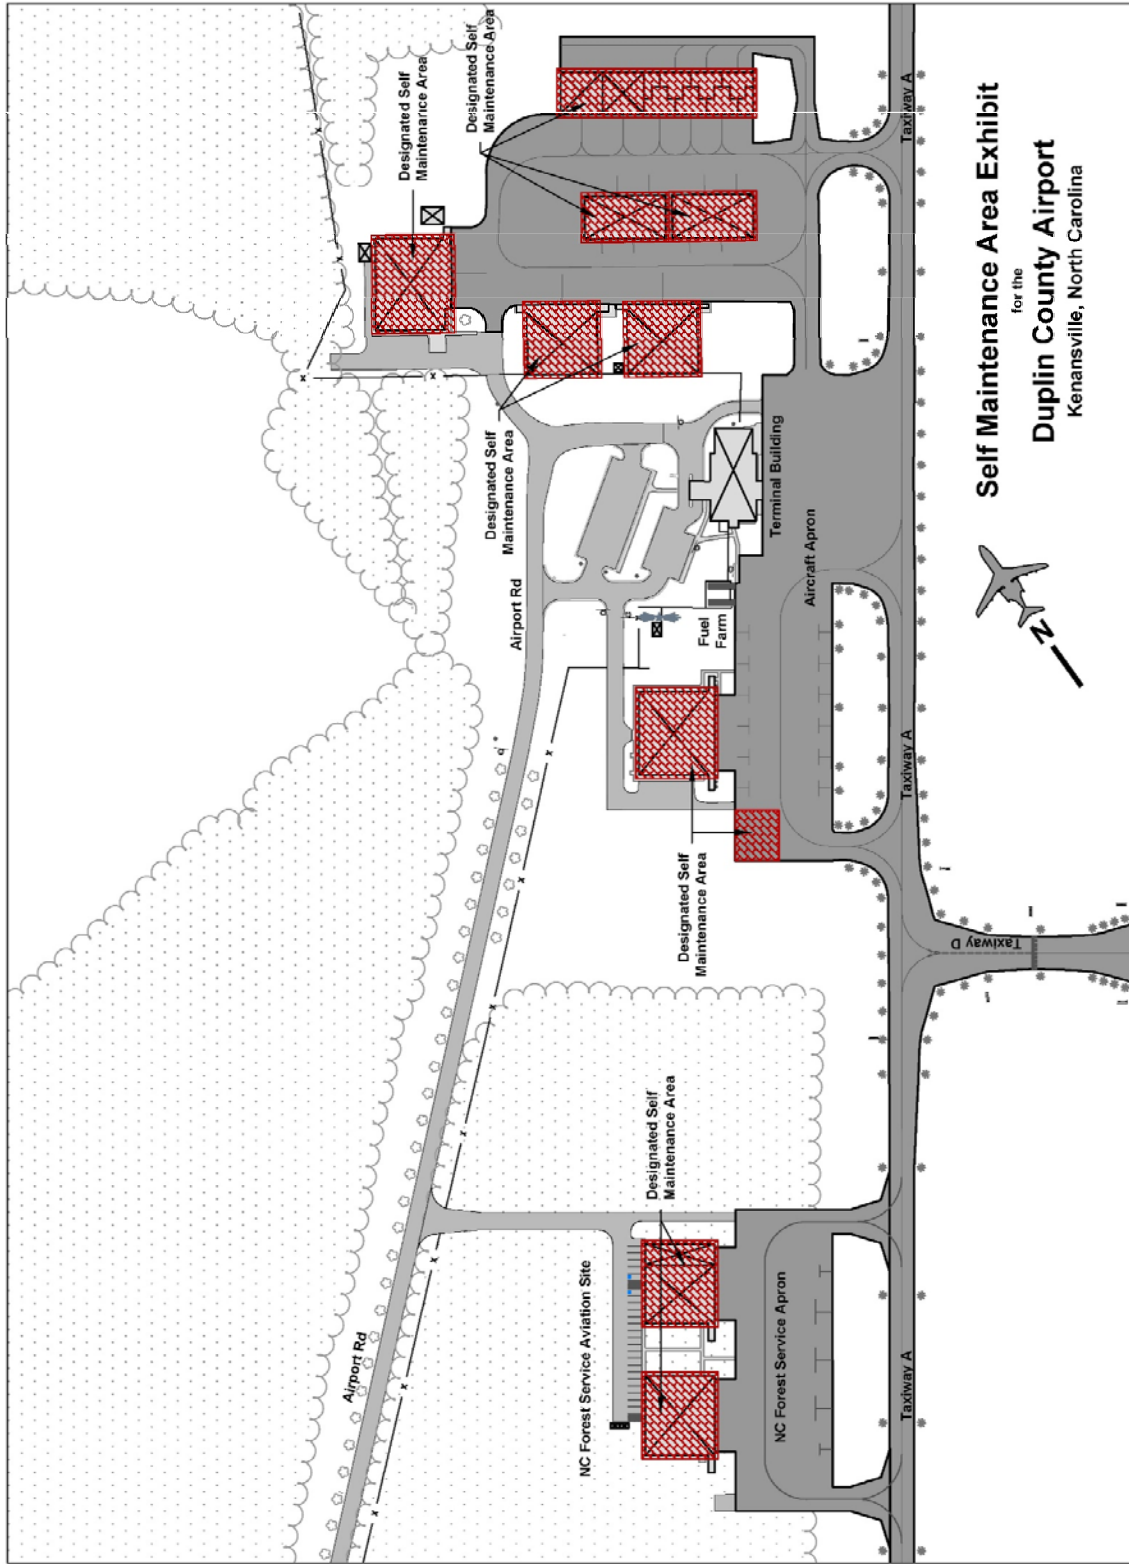 Self Maintenance Area Exhibit
for the
Duplin County Airport
Kenansville, North Carolina
N
Airport Rd
NC Forest Service Aviation Site
Designated Self
Maintenance Area
NC Forest Service Apron
Taxiway A
Designated Self
Maintenance Area
Taxiway D
Airport Rd
Fuel
Farm
Taxiway A
Aircraft Apron
Designated Self
Maintenance Area
Terminal Building
Designated Self
Maintenance Area
Designated Self
Maintenance Area
Taxiway A